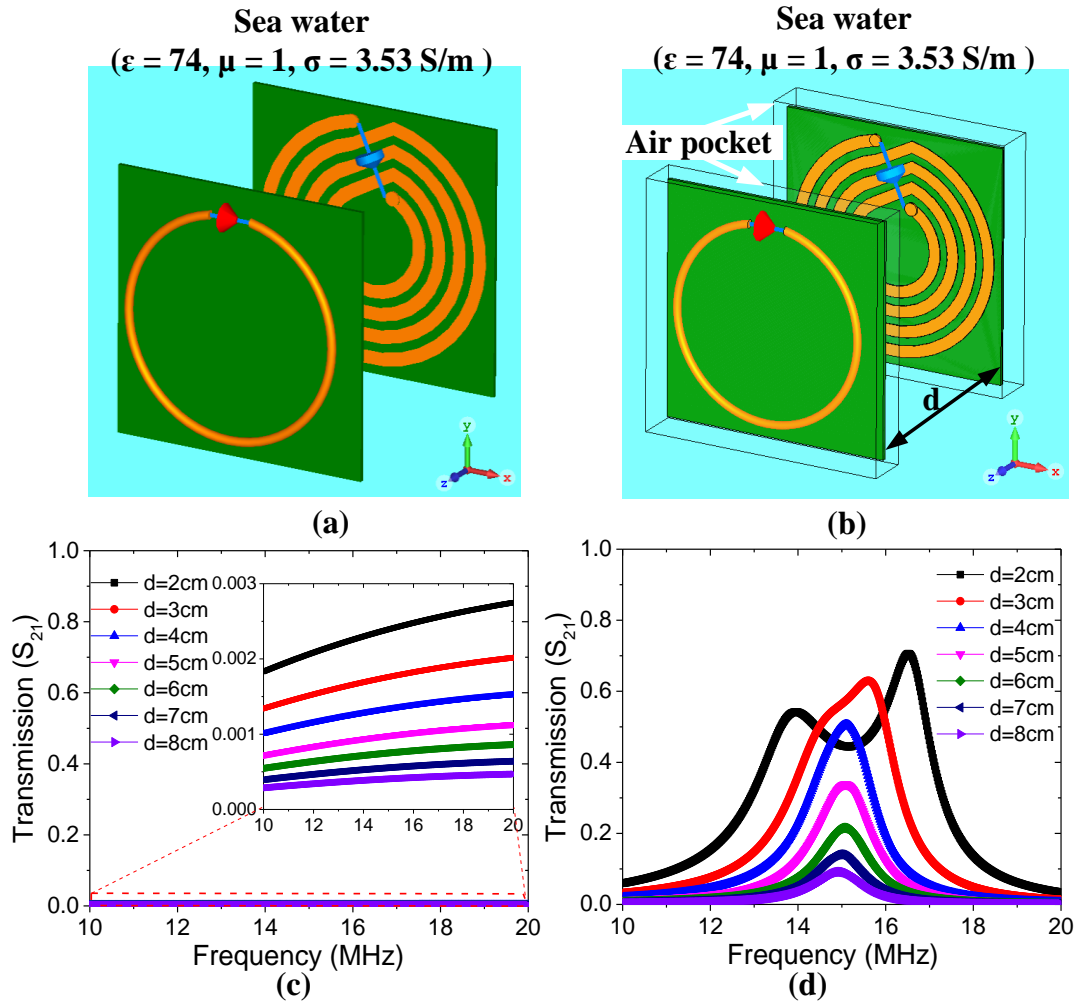 Sea water
(ε = 74, μ = 1, σ = 3.53 S/m )
y
z
x
(a)
Sea water
(ε = 74, μ = 1, σ = 3.53 S/m )
Air pocket
d
y
z
x
(b)
Transmission (S21)
1.0
0.8
0.6
0.4
0.2
0.0
d=2cm
d=3cm
d=4cm
d=5cm
d=6cm
d=7cm
d=8cm
0.003
0.002
0.001
0.000
10 12 14 16 18 20
10 12 14 16 18 20
Frequency (MHz)
(c)
Transmission (S21)
1.0
0.8
0.6
0.4
0.2
0.0
d=2cm
d=3cm
d=4cm
d=5cm
d=6cm
d=7cm
d=8cm
10 12 14 16 18 20
Frequency (MHz)
(d)